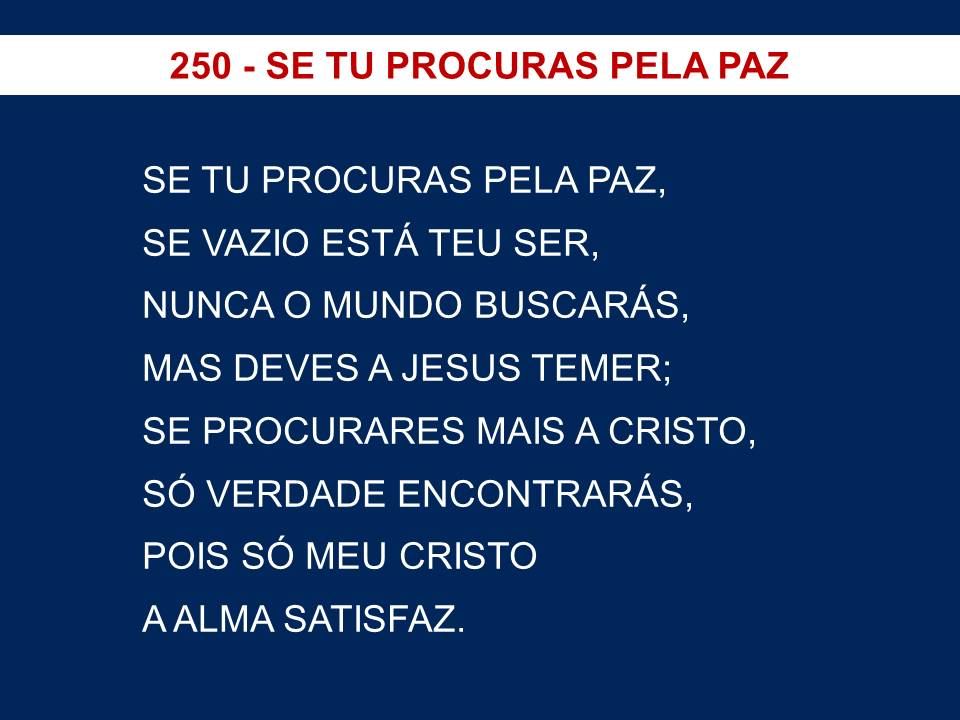 250 - SE TU PROCURAS PELA PAZ
SE TU PROCURAS PELA PAZ,
SE VAZIO ESTÁ TEU SER,
NUNCA O MUNDO BUSCARÁS,
MAS DEVES A JESUS TEMER;
SE PROCURARES MAIS A CRISTO,
SÓ VERDADE ENCONTRARÁS,
POIS SÓ MEU CRISTO
A ALMA SATISFAZ.